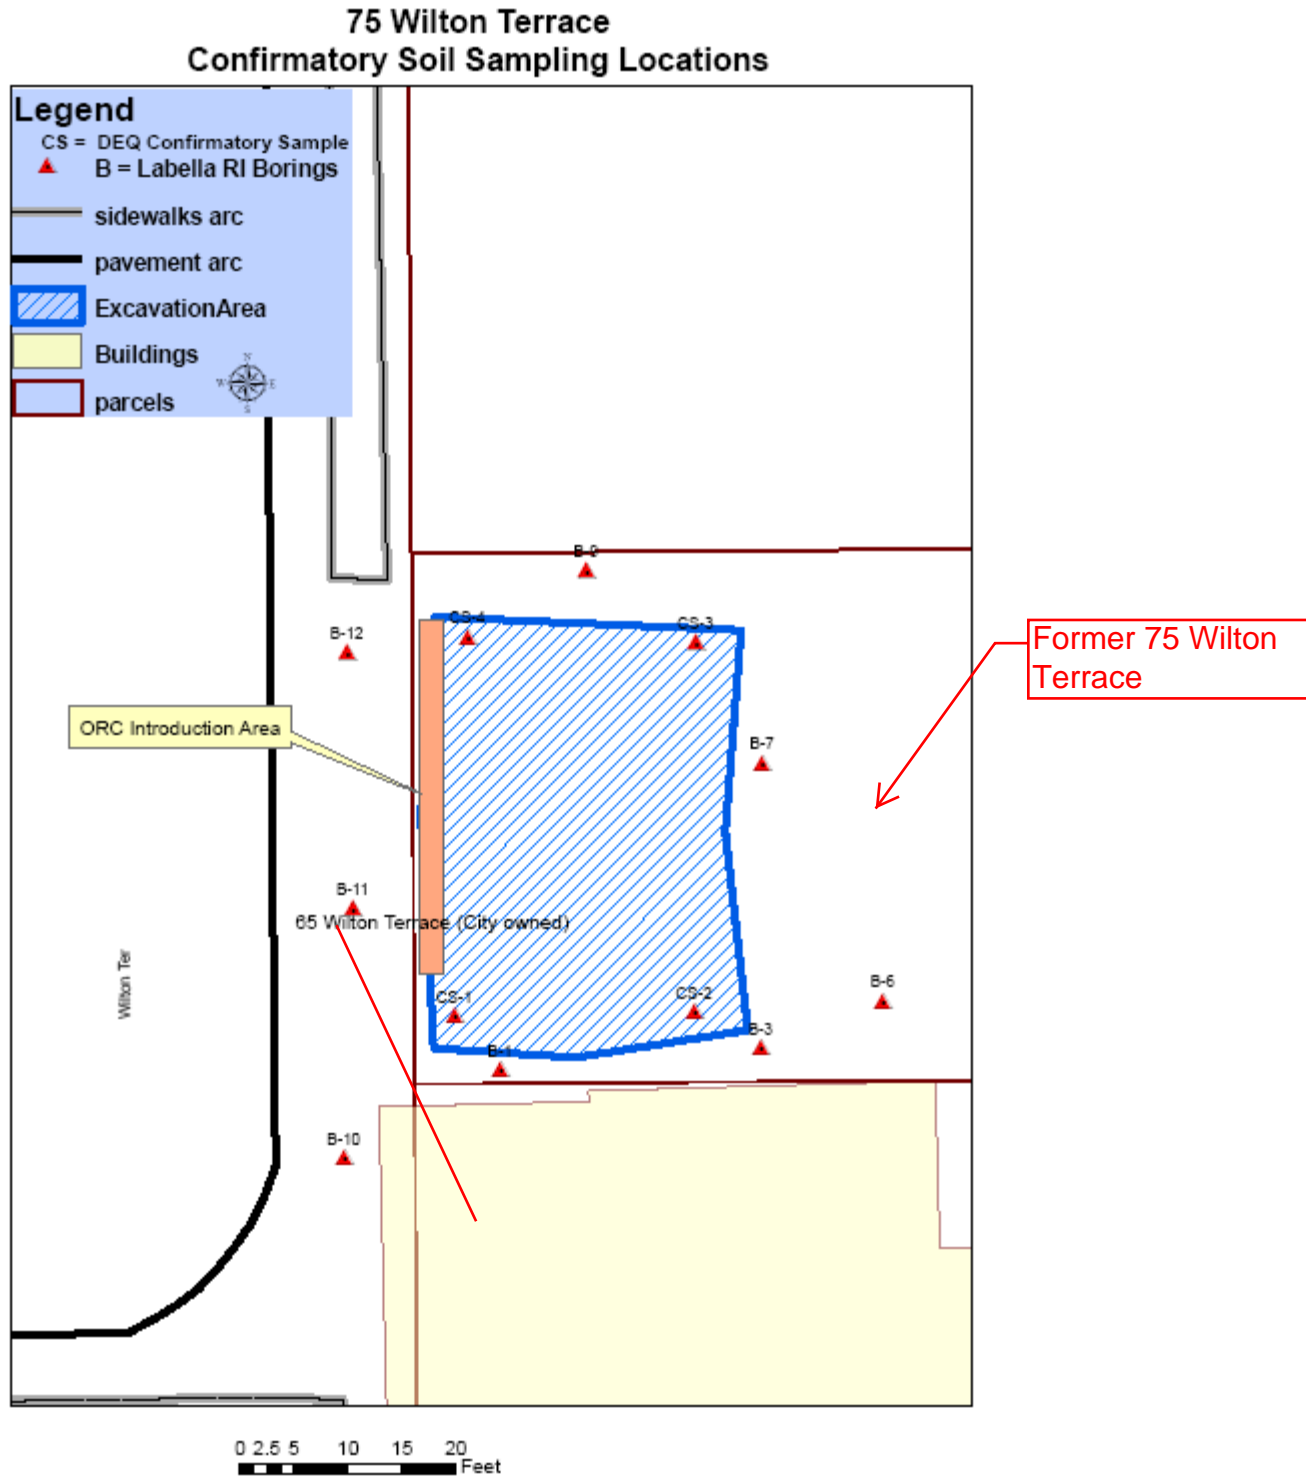 75 Wilton Terrace
Confirmatory Soil Sampling Locations
Legend
CS = DEQ Confirmatory Sample
B = Labella RI Borings
sidewalks arc
pavement arc
ExcavationArea
Buildings
parcels
N
W E
S
B-9
CS-4
CS-3
B-12
Former 75 Wilton
Terrace
ORC Introduction Area
B-7
B-11
65 Wilton Terrace (City owned)
Wilton Ter
CS-1
CS-2
B-6
B-3
B-1
B-10
0 2.5 5 10 15 20
Feet